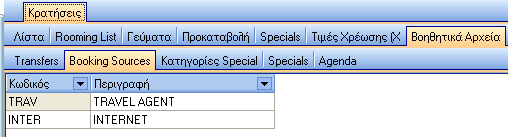 Κρατήσεις
Λίστα Rooming List Γεύματα Προκαταβολή Specials Τιμές Χρέωσης (Χ Βοηθητικά Αρχεία
Transfers Booking Sources Κατηγορίες Special Specials Agenda
Κωδικός Περιγραφή
TRAV TRAVEL AGENT
INTER INTERNET